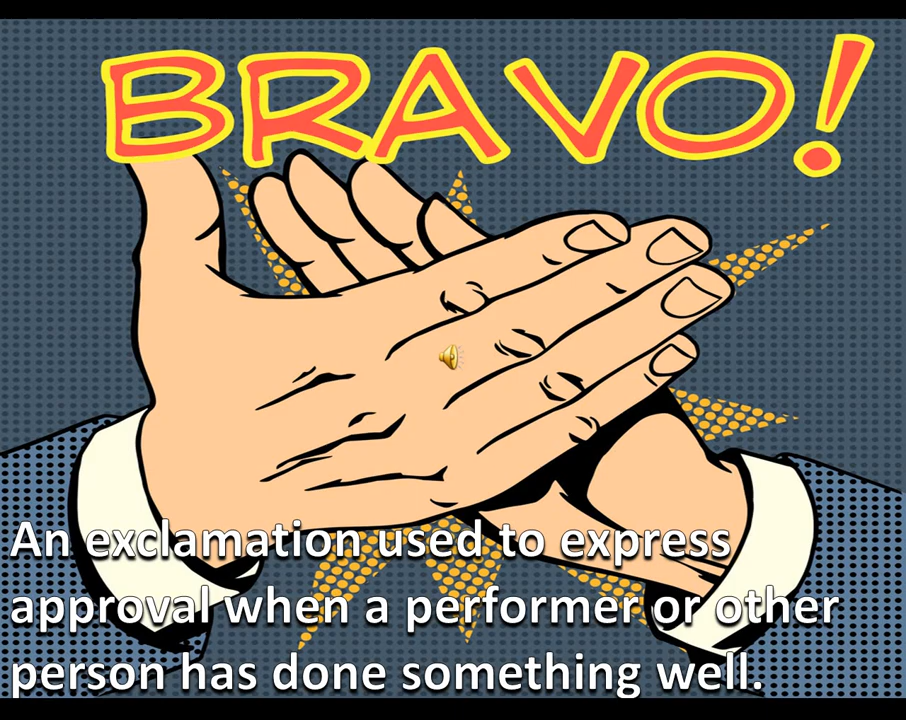 BRAVO!
An exclamation used to express
approval when a performer or other
person has done something well.